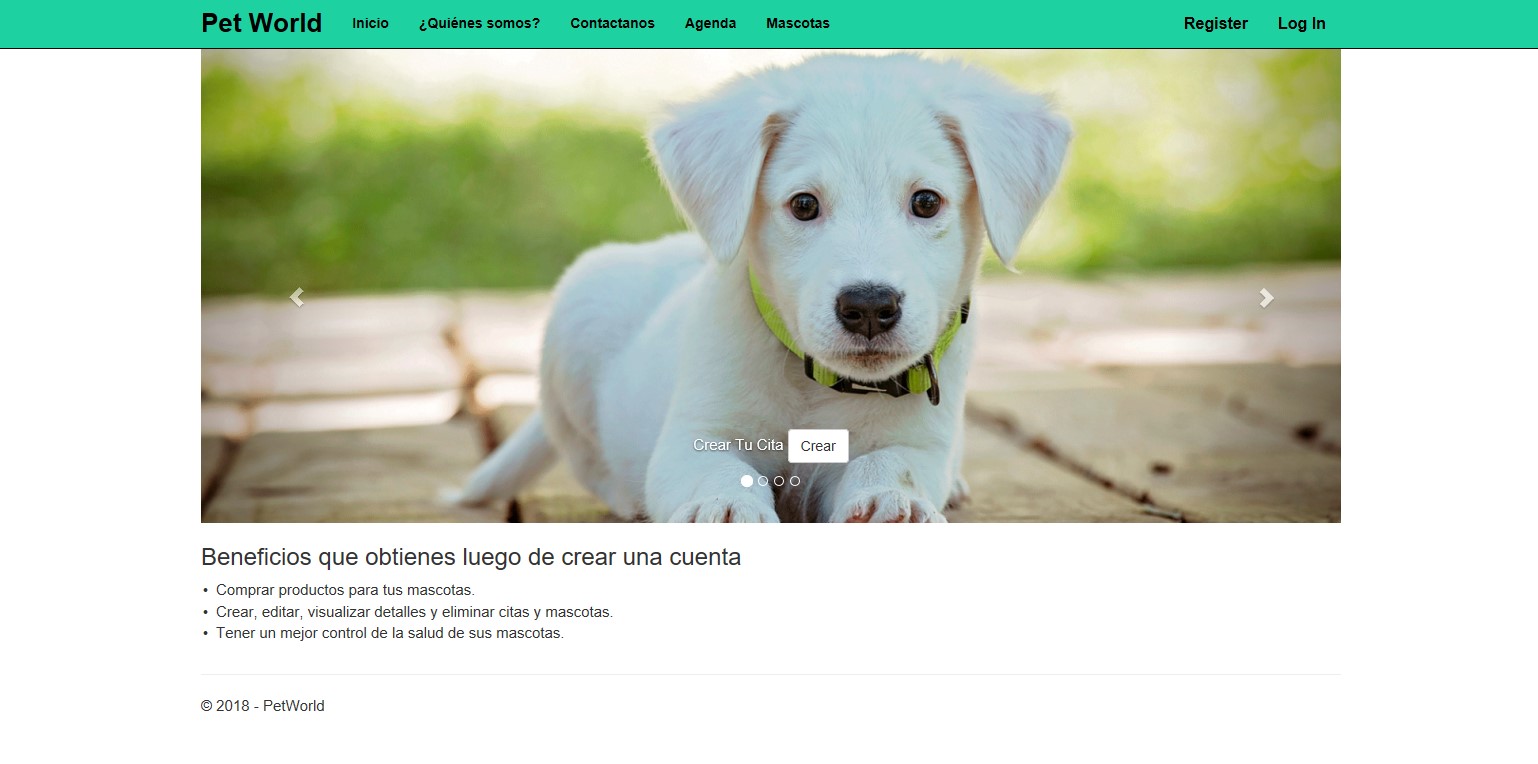 Pet World Inicio ¿Quiénes somos? Contactanos Agenda Mascotas Register Log In
Crear Tu Cita Crear
Beneficios que obtienes luego de crear una cuenta
• Comprar productos para tus mascotas.
• Crear, editar, visualizar detalles y eliminar citas y mascotas.
• Tener un mejor control de la salud de sus mascotas.
© 2018 - PetWorld